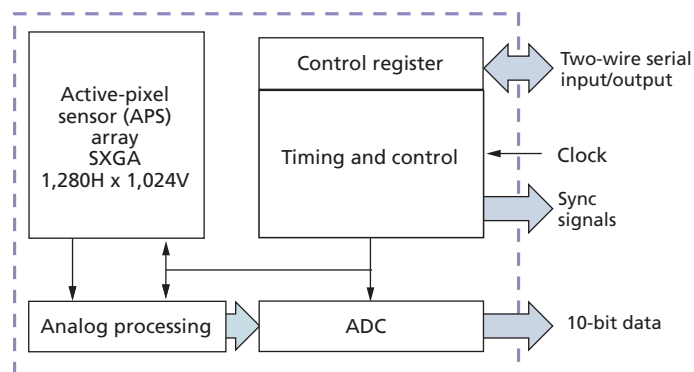 Active-pixel
sensor (APS)
array
SXGA
1,280H x 1,024V
Control register
Two-wire serial
input/output
Timing and control
Clock
Sync
signals
Analog processing
ADC
10-bit data